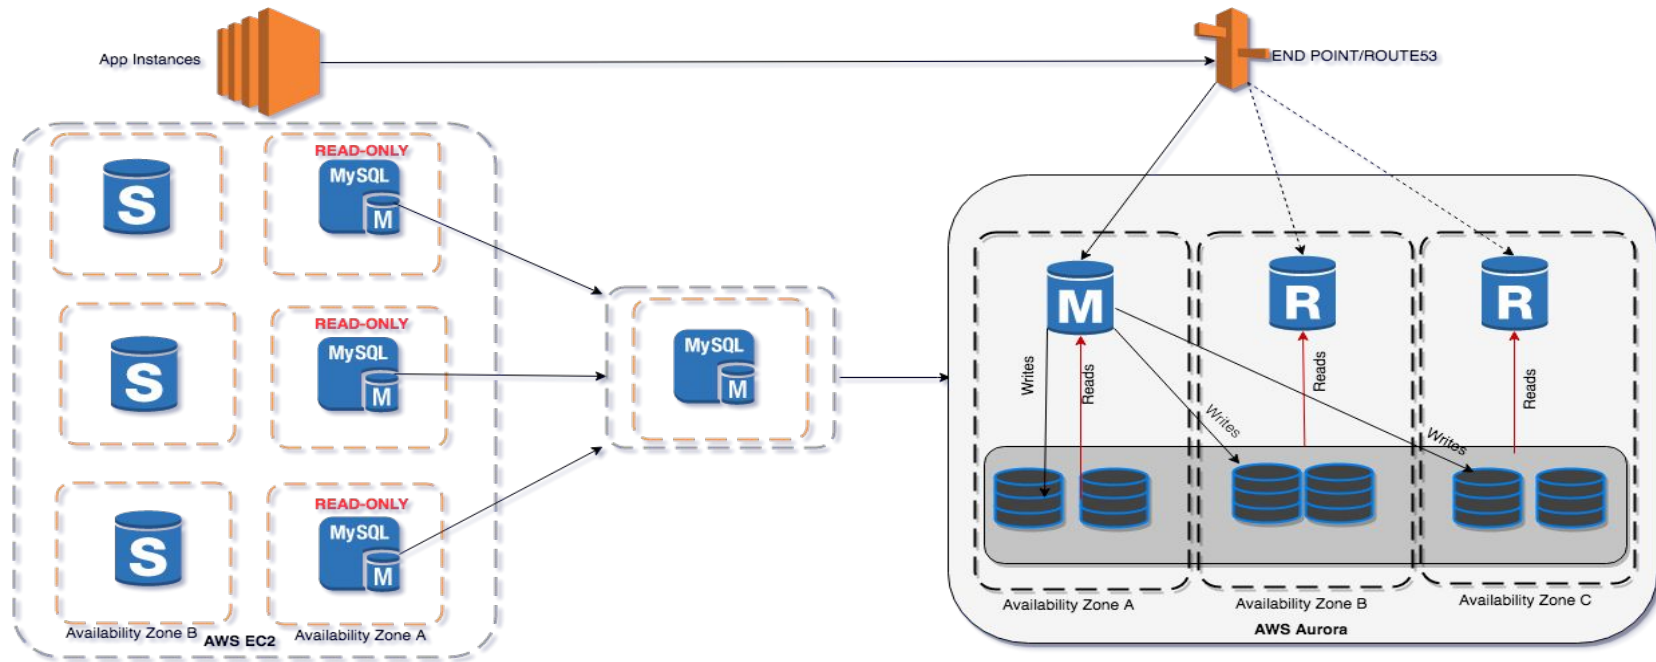 App Instances
END POINT/ROUTE53
S
READ-ONLY
MySQL
M
S
READ-ONLY
MySQL
M
S
READ-ONLY
MySQL
M
Availability Zone B
AWS EC2
Availability Zone A
MySQL
M
M
R
R
Writes
Reads
Writes
Reads
Writes
Reads
Availability Zone A
Availability Zone B
Availability Zone C
AWS Aurora